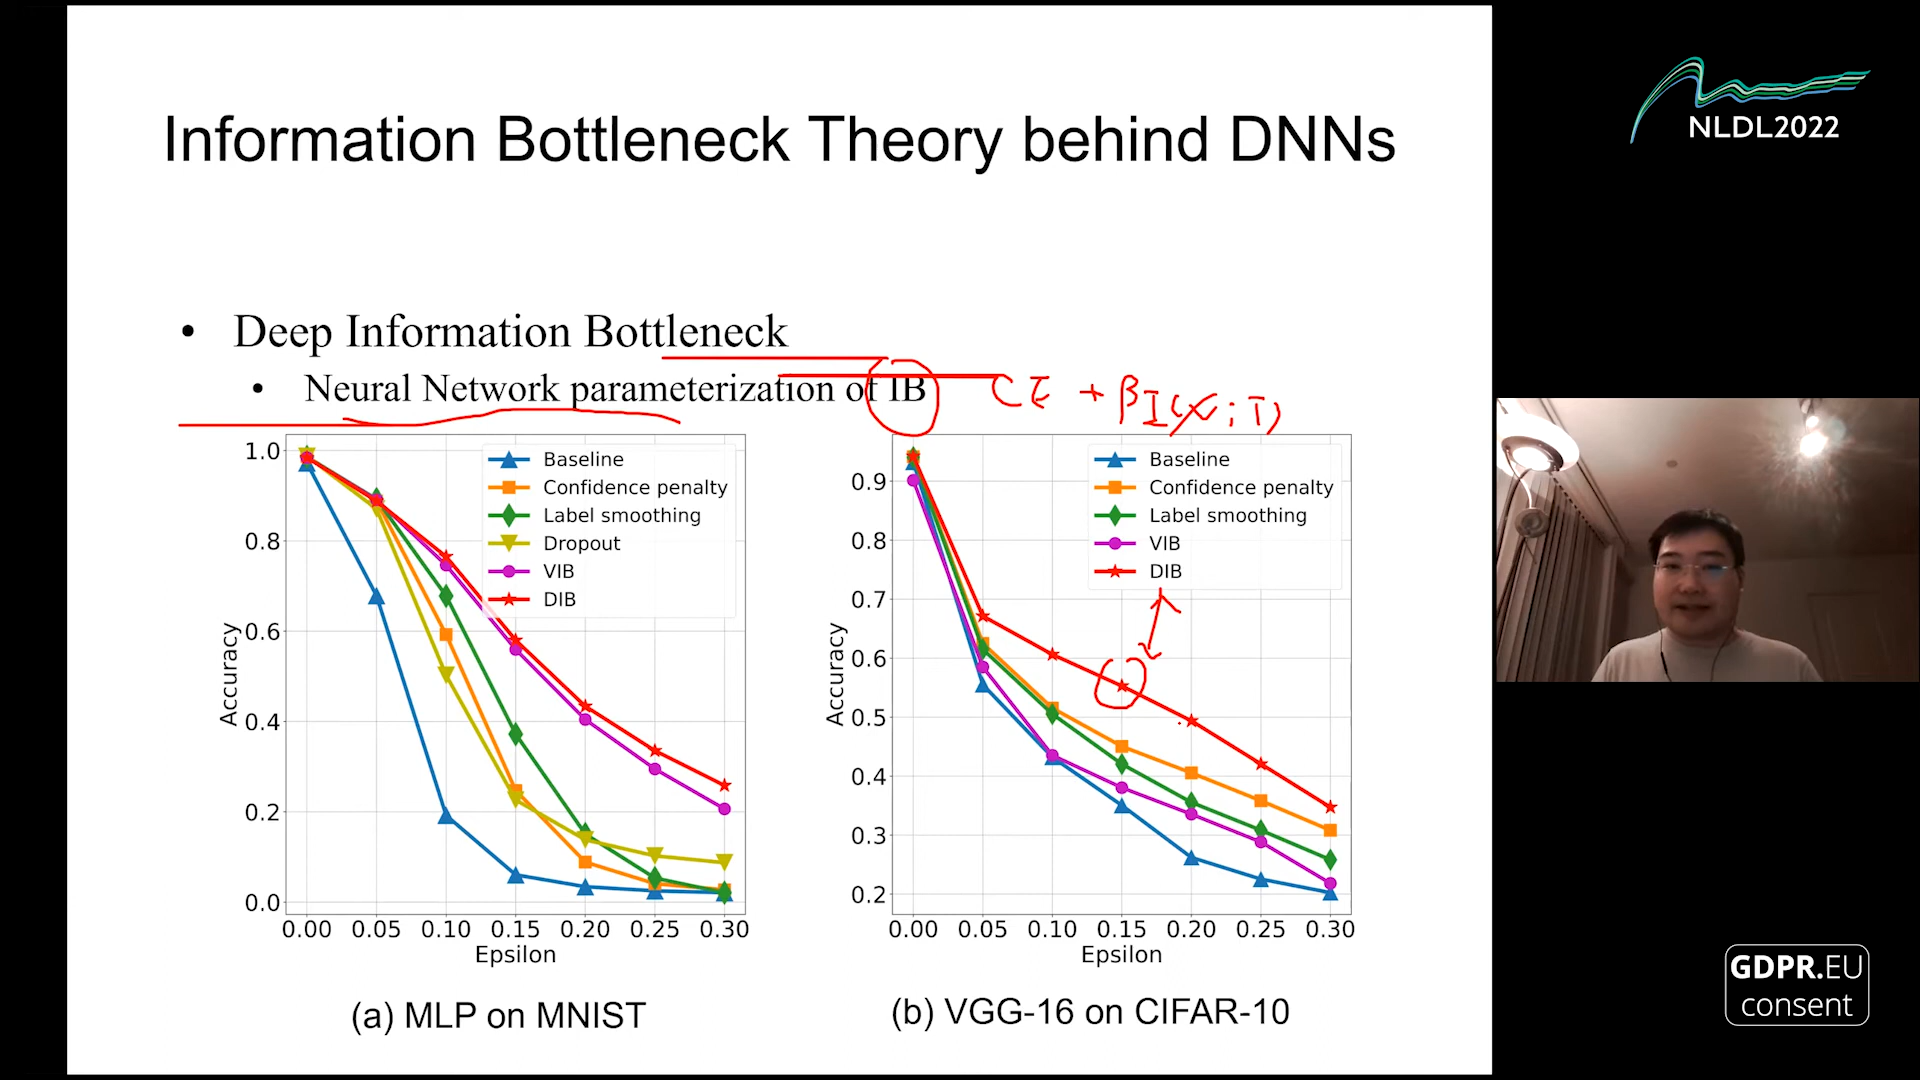 Information Bottleneck Theory behind DNNs
NLDL2022
• Deep Information Bottleneck
• Neural Network parameterization of IB
CE + βI(X;T)
1.0
0.8
0.6
0.4
0.2
0.0
Accuracy
Baseline
Confidence penalty
Label smoothing
Dropout
VIB
DIB
0.00 0.05 0.10 0.15 0.20 0.25 0.30
Epsilon
(a) MLP on MNIST
0.9
0.8
0.7
0.6
0.5
0.4
0.3
0.2
Accuracy
Baseline
Confidence penalty
Label smoothing
VIB
DIB
0.00 0.05 0.10 0.15 0.20 0.25 0.30
Epsilon
(b) VGG-16 on CIFAR-10
GDPR.EU
consent